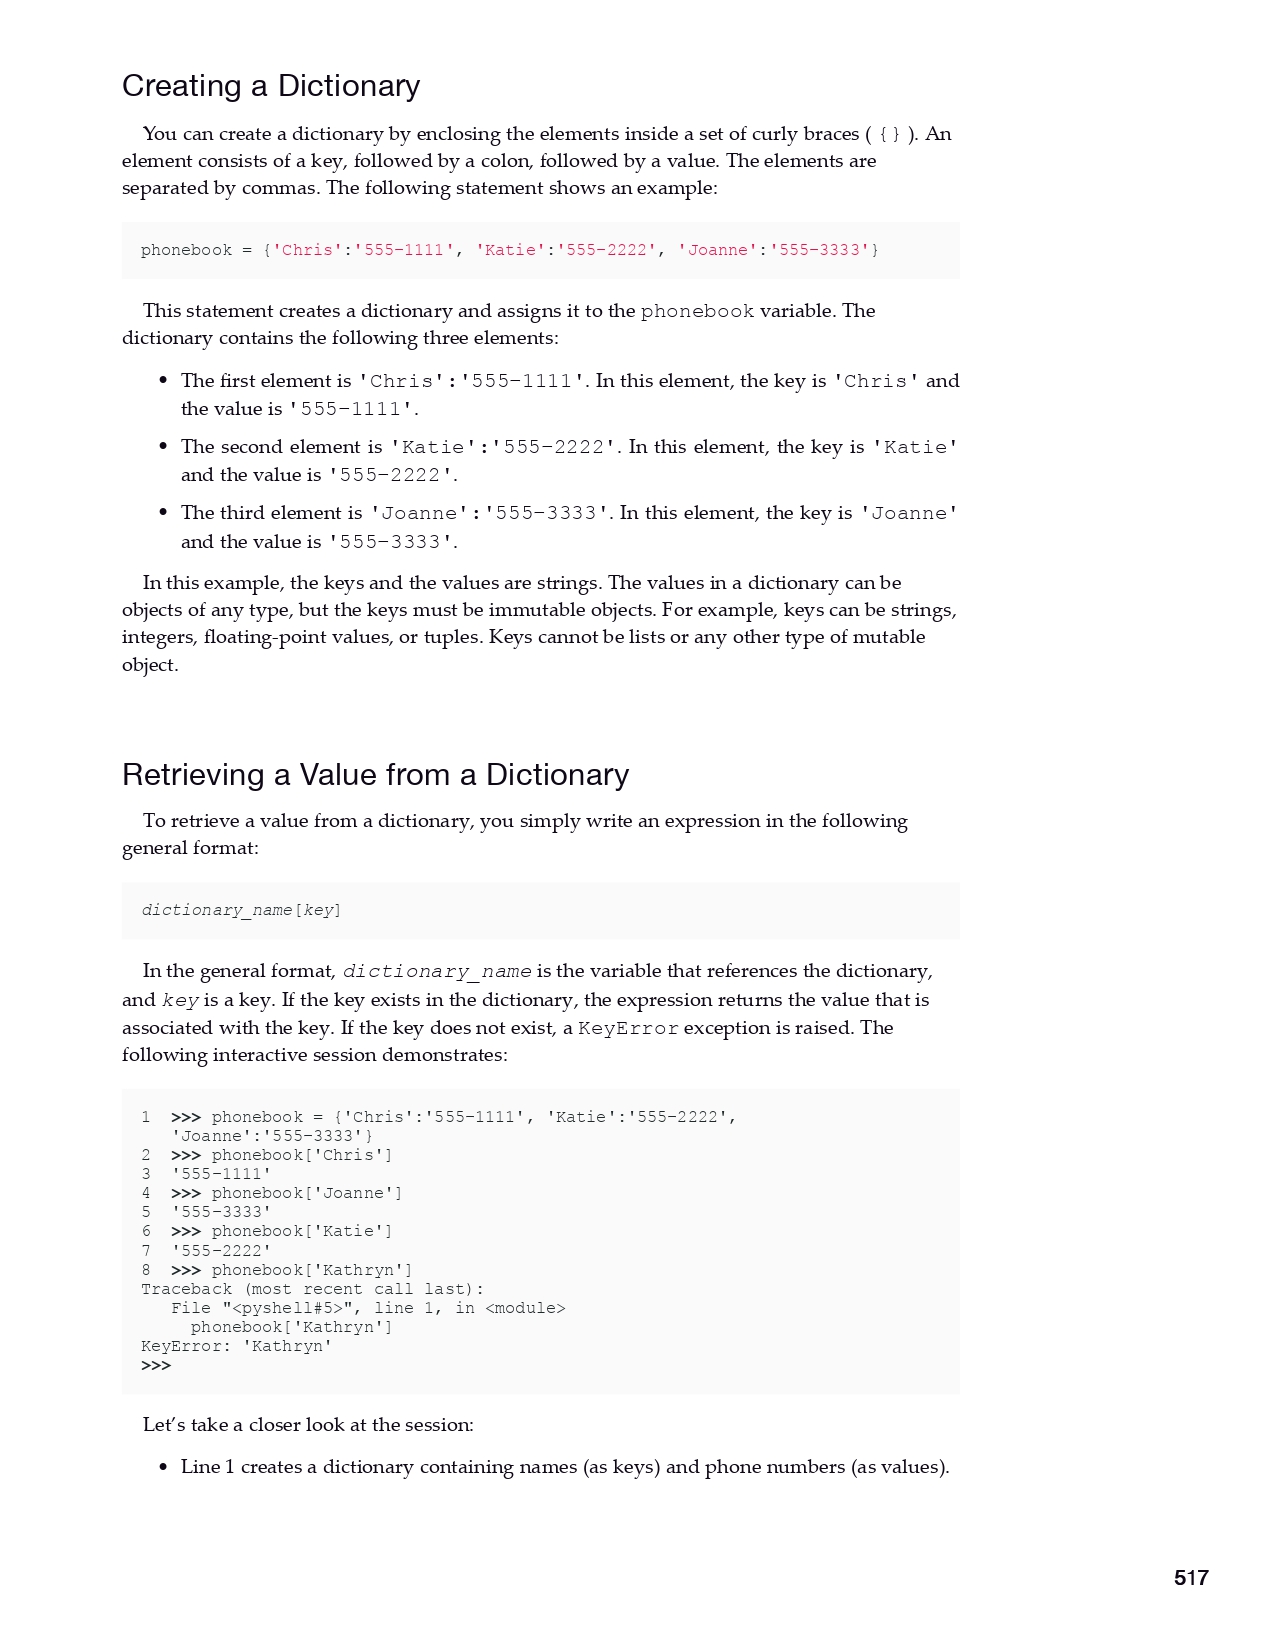 Creating a Dictionary
You can create a dictionary by enclosing the elements inside a set of curly braces ( {} ). An
element consists of a key, followed by a colon, followed by a value. The elements are
separated by commas. The following statement shows an example:
phonebook = {'Chris':'555−1111', 'Katie':'555−2222', 'Joanne':'555−3333'}
This statement creates a dictionary and assigns it to the phonebook variable. The
dictionary contains the following three elements:
• The first element is 'Chris':'555−1111'. In this element, the key is 'Chris' and
the value is '555−1111'.
• The second element is 'Katie':'555−2222'. In this element, the key is 'Katie'
and the value is '555−2222'.
• The third element is 'Joanne':'555−3333'. In this element, the key is 'Joanne'
and the value is '555−3333'.
In this example, the keys and the values are strings. The values in a dictionary can be
objects of any type, but the keys must be immutable objects. For example, keys can be strings,
integers, floating-point values, or tuples. Keys cannot be lists or any other type of mutable
object.
Retrieving a Value from a Dictionary
To retrieve a value from a dictionary, you simply write an expression in the following
general format:
dictionary_name[key]
In the general format, dictionary_name is the variable that references the dictionary,
and key is a key. If the key exists in the dictionary, the expression returns the value that is
associated with the key. If the key does not exist, a KeyError exception is raised. The
following interactive session demonstrates:
1  >>> phonebook = {'Chris':'555−1111', 'Katie':'555−2222',
   'Joanne':'555−3333'}
2  >>> phonebook['Chris']
3  '555−1111'
4  >>> phonebook['Joanne']
5  '555−3333'
6  >>> phonebook['Katie']
7  '555−2222'
8  >>> phonebook['Kathryn']
Traceback (most recent call last):
   File "<pyshell#5>", line 1, in <module>
     phonebook['Kathryn']
KeyError: 'Kathryn'
>>>
Let’s take a closer look at the session:
• Line 1 creates a dictionary containing names (as keys) and phone numbers (as values).
517